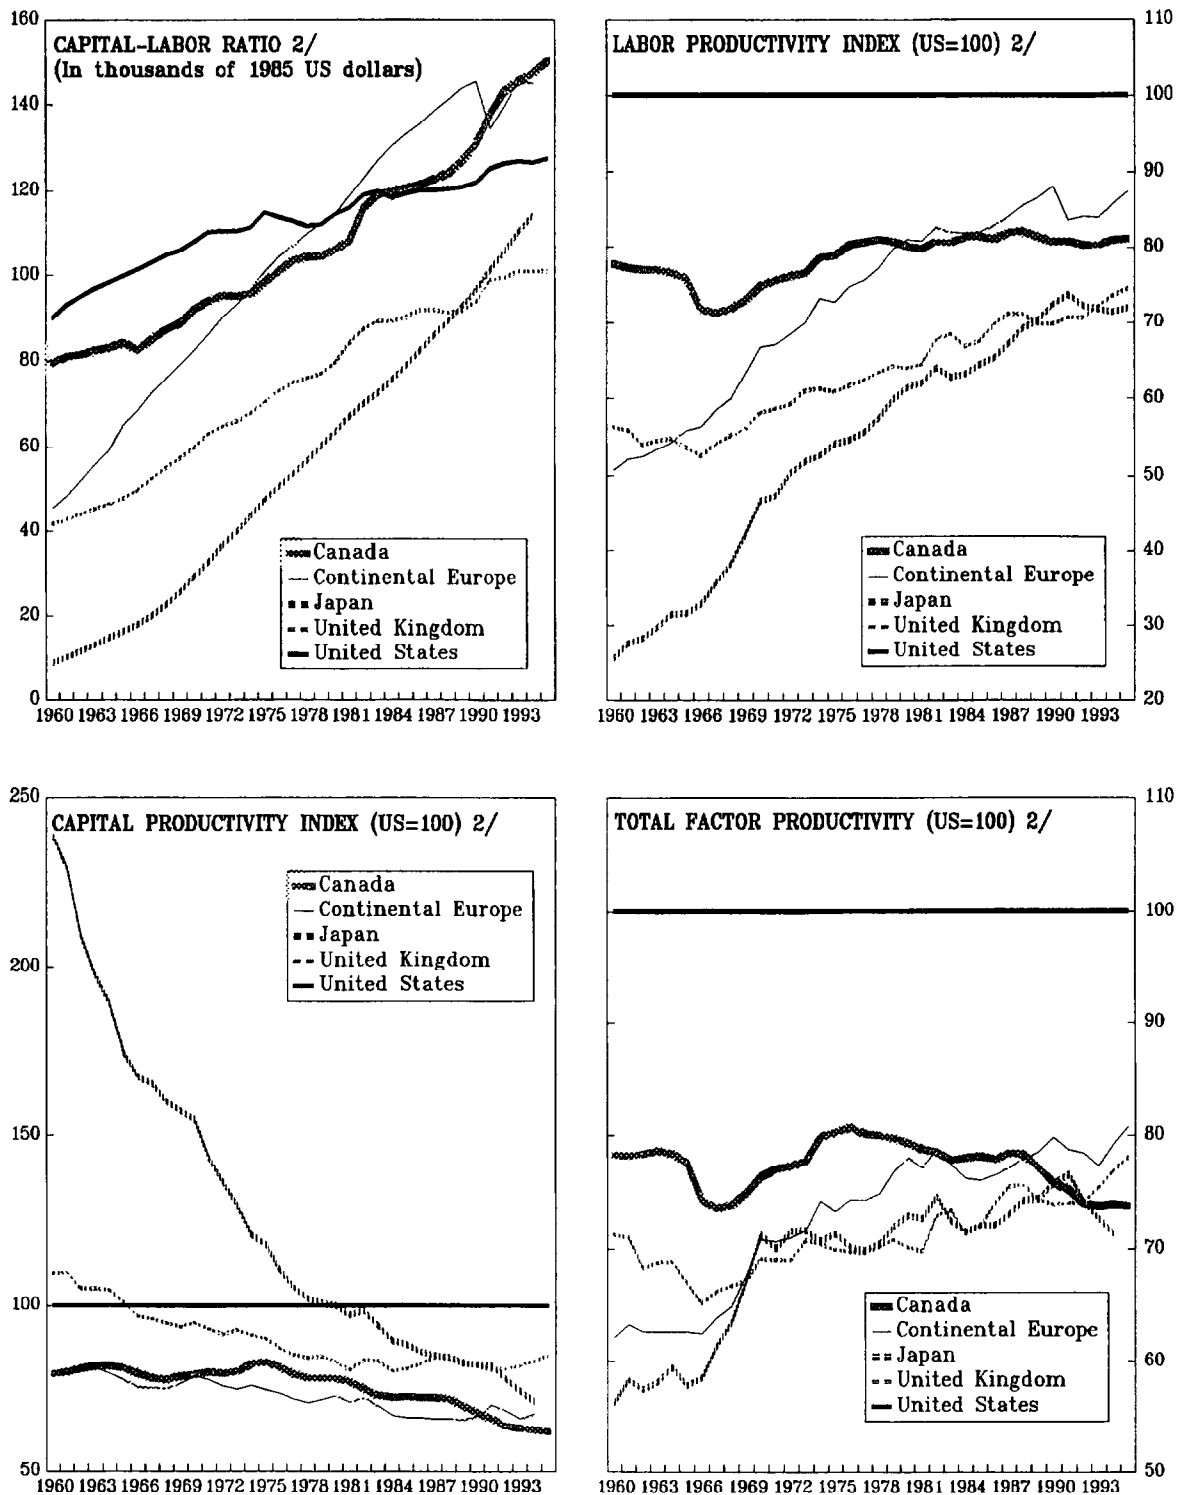 CAPITAL-LABOR RATIO 2/
(In thousands of 1985 US dollars)
160
140
120
100
80
60
40
20
0
Canada
Continental Europe
Japan
United Kingdom
United States
1960 1963 1966 1969 1972 1975 1978 1981 1984 1987 1990 1993
LABOR PRODUCTIVITY INDEX (US=100) 2/
110
100
90
80
70
60
50
40
30
20
Canada
Continental Europe
Japan
United Kingdom
United States
1960 1963 1966 1969 1972 1975 1978 1981 1984 1987 1990 1993
CAPITAL PRODUCTIVITY INDEX (US=100) 2/
250
200
150
100
50
Canada
Continental Europe
Japan
United Kingdom
United States
1960 1963 1966 1969 1972 1975 1978 1981 1984 1987 1990 1993
TOTAL FACTOR PRODUCTIVITY (US=100) 2/
110
100
90
80
70
60
50
Canada
Continental Europe
Japan
United Kingdom
United States
1960 1963 1966 1969 1972 1975 1978 1981 1984 1987 1990 1993